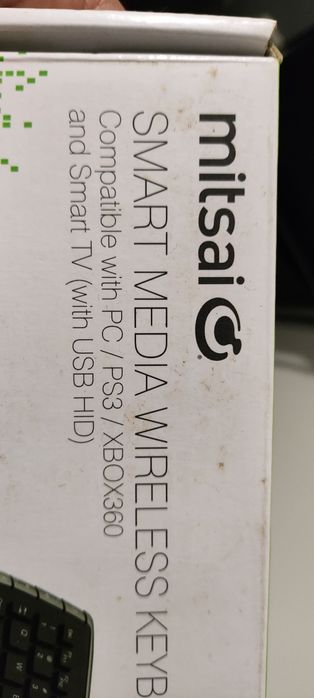 mitsai
SMART MEDIA WIRELESS KEYB
Compatible with PC / PS3 / XBOX360
and Smart TV (with USB HID)